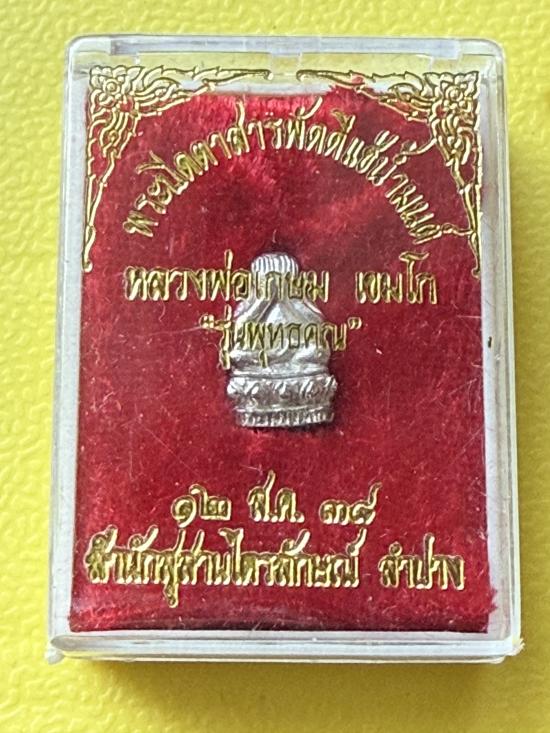 พระปิดตาสารพัดดีแช่น้ำมนต์
หลวงพ่อเกษม เขมโก
"รุ่นพุทธคุณ"
๑๒ ส.ค. ๓๘
สำนักสุสานไตรลักษณ์ ลำปาง